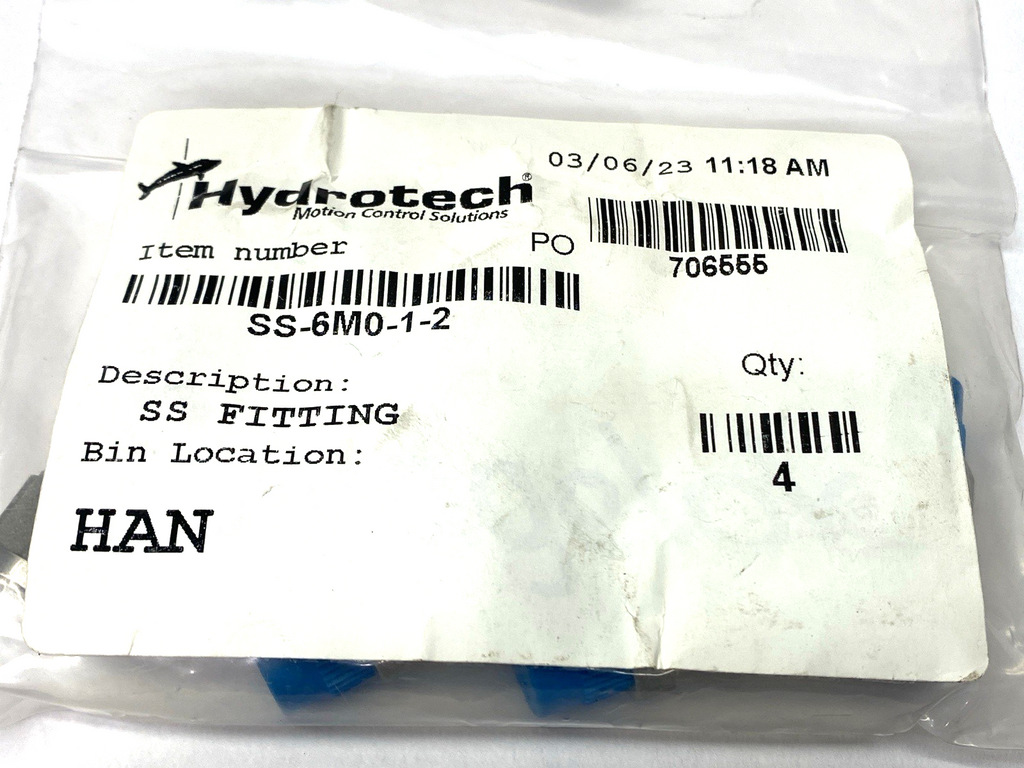 Hydrotech®
Motion Control Solutions
03/06/23 11:18 AM
Item number
PO
706555
SS-6M0-1-2
Description:
SS FITTING
Qty:
4
Bin Location:
HAN